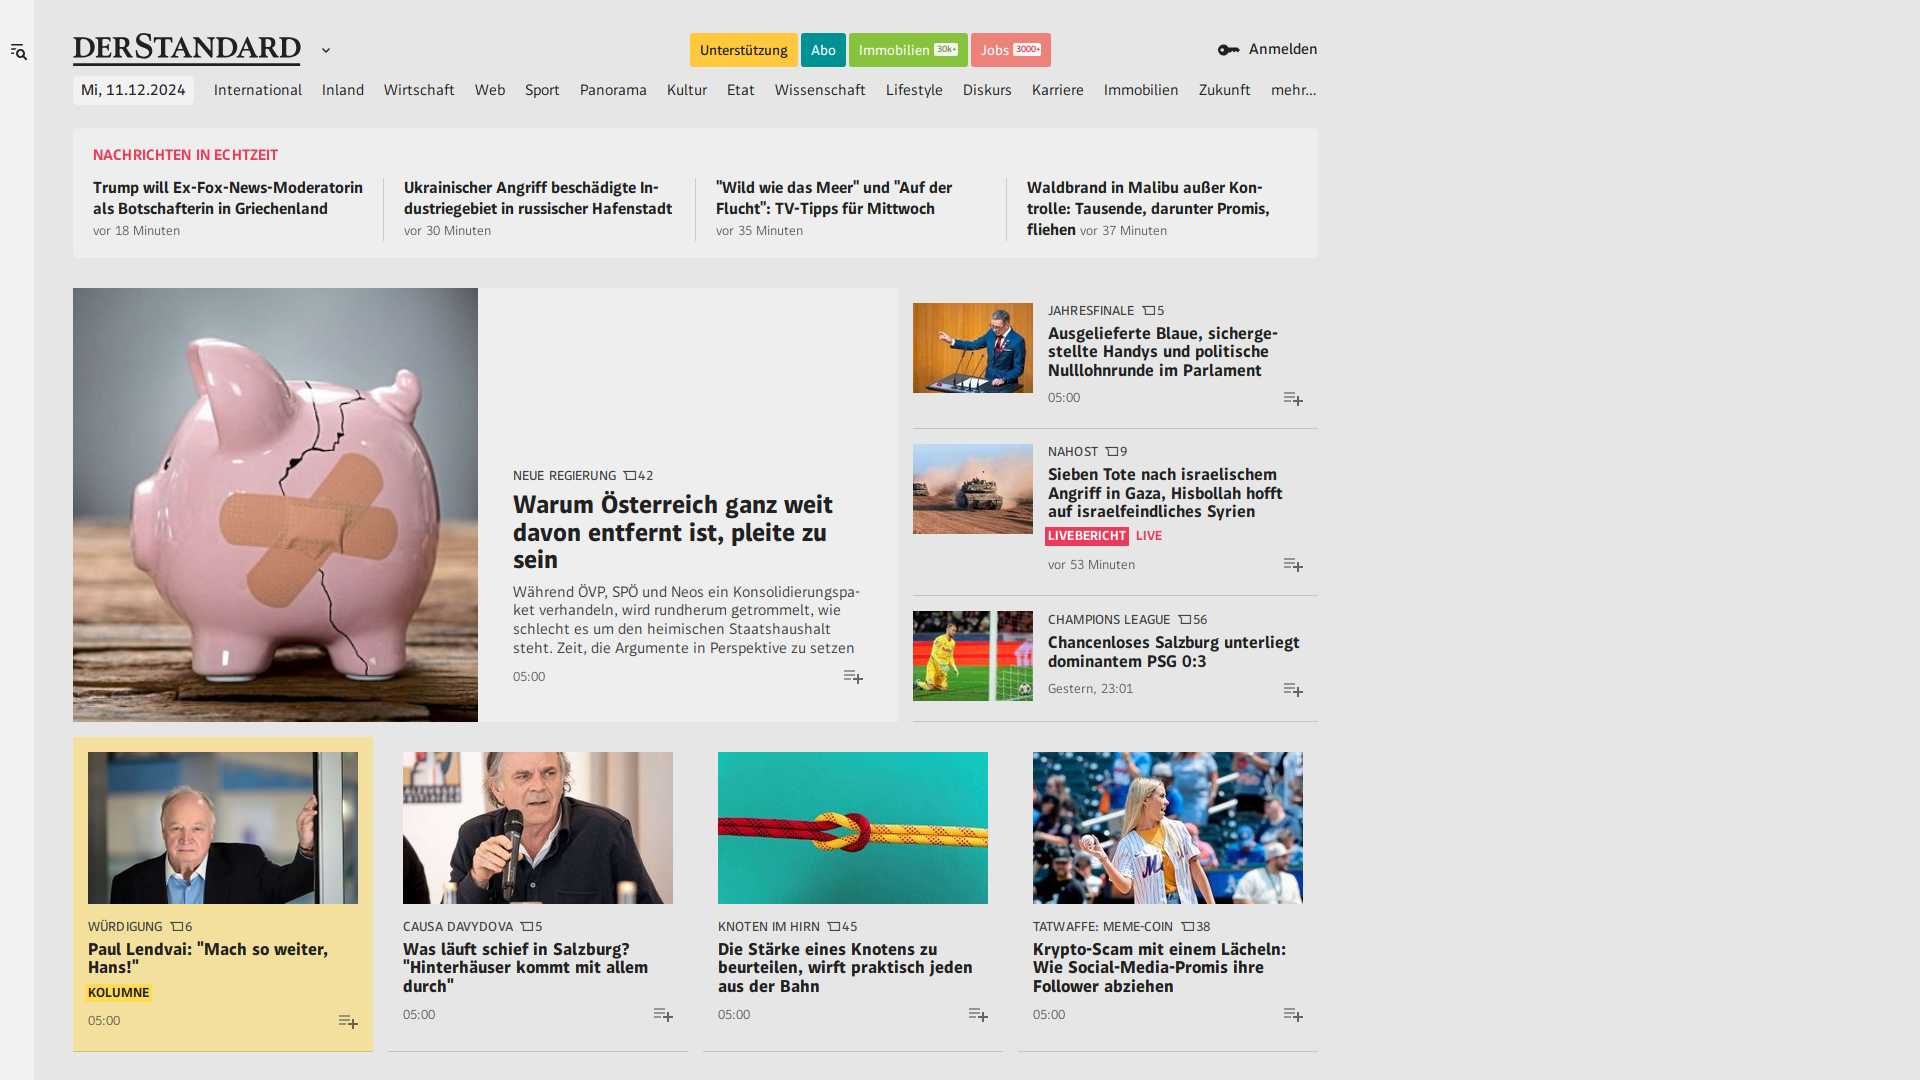 DERSTANDARD
Unterstützung
Abo
Immobilien 30k+
Jobs 3000+
Anmelden
Mi, 11.12.2024
International
Inland
Wirtschaft
Web
Sport
Panorama
Kultur
Etat
Wissenschaft
Lifestyle
Diskurs
Karriere
Immobilien
Zukunft
mehr...
NACHRICHTEN IN ECHTZEIT
Trump will Ex-Fox-News-Moderatorin
als Botschafterin in Griechenland
vor 18 Minuten
Ukrainischer Angriff beschädigte In-
dustriegebiet in russischer Hafenstadt
vor 30 Minuten
"Wild wie das Meer" und "Auf der
Flucht": TV-Tipps für Mittwoch
vor 35 Minuten
Waldbrand in Malibu außer Kon-
trolle: Tausende, darunter Promis,
fliehen vor 37 Minuten
NEUE REGIERUNG 42
Warum Österreich ganz weit
davon entfernt ist, pleite zu
sein
Während ÖVP, SPÖ und Neos ein Konsolidierungspa-
ket verhandeln, wird rundherum getrommelt, wie
schlecht es um den heimischen Staatshaushalt
steht. Zeit, die Argumente in Perspektive zu setzen
05:00
JAHRESFINALE 5
Ausgelieferte Blaue, sicherge-
stellte Handys und politische
Nulllohnrunde im Parlament
05:00
NAHOST 9
Sieben Tote nach israelischem
Angriff in Gaza, Hisbollah hofft
auf israelfeindliches Syrien
LIVEBERICHT LIVE
vor 53 Minuten
CHAMPIONS LEAGUE 56
Chancenloses Salzburg unterliegt
dominantem PSG 0:3
Gestern, 23:01
WÜRDIGUNG 6
Paul Lendvai: "Mach so weiter,
Hans!"
KOLUMNE
05:00
CAUSA DAVYDOVA 5
Was läuft schief in Salzburg?
"Hinterhäuser kommt mit allem
durch"
05:00
KNOTEN IM HIRN 45
Die Stärke eines Knotens zu
beurteilen, wirft praktisch jeden
aus der Bahn
05:00
TATWAFFE: MEME-COIN 38
Krypto-Scam mit einem Lächeln:
Wie Social-Media-Promis ihre
Follower abziehen
05:00